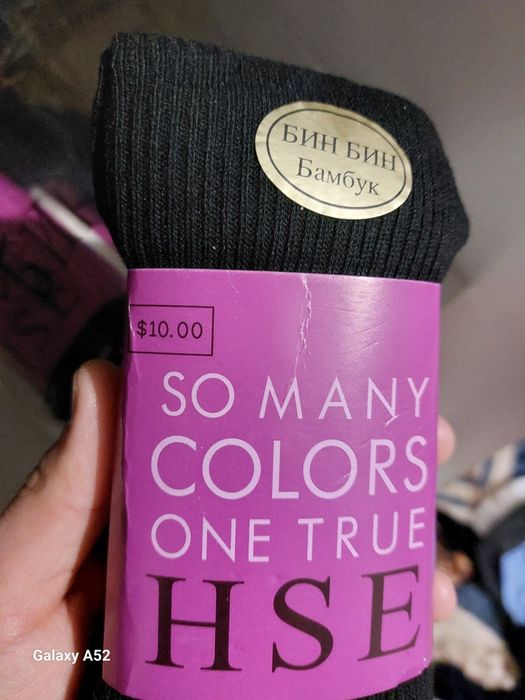 БИН БИН
Бамбук
$10.00
SO MANY
COLORS
ONE TRUE
HSE
Galaxy A52